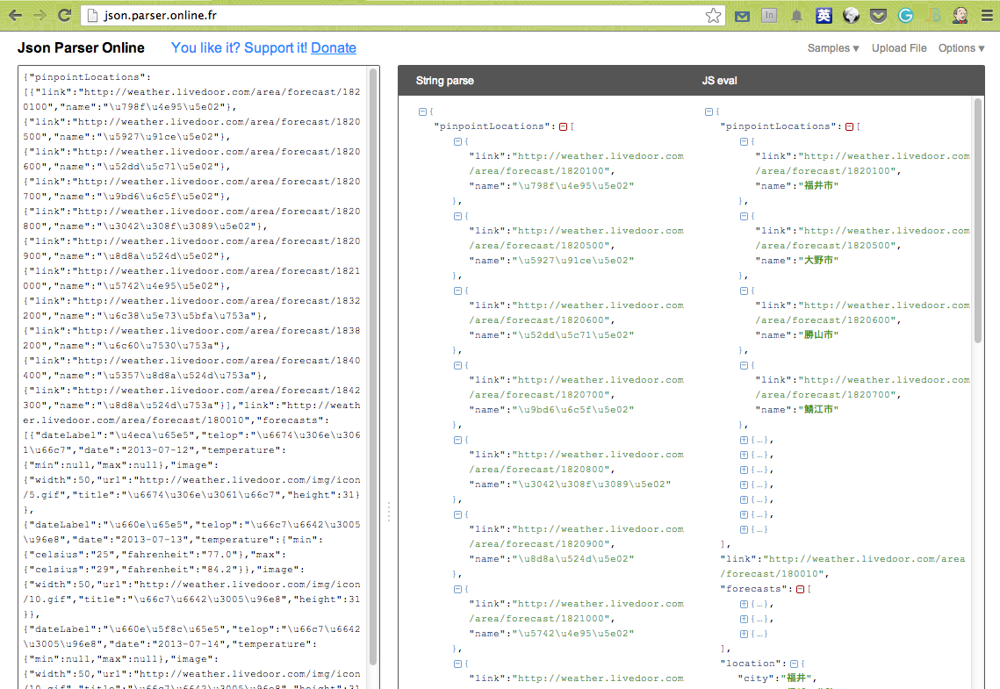 json.parser.online.fr
in
英
Json Parser Online
You like it? Support it! Donate
Samples ▾
Upload File
Options ▾
{"pinpointLocations":
[{"link":"http://weather.livedoor.com/area/forecast/182
0100","name":"\u798f\u4e95\u5e02"},
{"link":"http://weather.livedoor.com/area/forecast/1820
500","name":"\u5927\u91ce\u5e02"},
{"link":"http://weather.livedoor.com/area/forecast/1820
600","name":"\u52dd\u5c71\u5e02"},
{"link":"http://weather.livedoor.com/area/forecast/1820
700","name":"\u9bd6\u6c5f\u5e02"},
{"link":"http://weather.livedoor.com/area/forecast/1820
800","name":"\u3042\u308f\u3089\u5e02"},
{"link":"http://weather.livedoor.com/area/forecast/1820
900","name":"\u8d8a\u524d\u5e02"},
{"link":"http://weather.livedoor.com/area/forecast/1821
000","name":"\u5742\u4e95\u5e02"},
{"link":"http://weather.livedoor.com/area/forecast/1832
200","name":"\u6c38\u5e73\u5bfa\u753a"},
{"link":"http://weather.livedoor.com/area/forecast/1838
200","name":"\u6c60\u7530\u753a"},
{"link":"http://weather.livedoor.com/area/forecast/1840
400","name":"\u5357\u8d8a\u524d\u753a"},
{"link":"http://weather.livedoor.com/area/forecast/1842
300","name":"\u8d8a\u524d\u753a"}],"link":"http://weath
er.livedoor.com/area/forecast/180010","forecasts":
[{"dateLabel":"\u4eca\u65e5","telop":"\u6674\u306e\u306
1\u66c7","date":"2013-07-12","temperature":
{"min":null,"max":null},"image":
{"width":50,"url":"http://weather.livedoor.com/img/icon
/5.gif","title":"\u6674\u306e\u3061\u66c7","height":31}
},
{"dateLabel":"\u660e\u65e5","telop":"\u66c7\u6642\u3005
\u96e8","date":"2013-07-13","temperature":{"min":
{"celsius":"25","fahrenheit":"77.0"},"max":
{"celsius":"29","fahrenheit":"84.2"}},"image":
{"width":50,"url":"http://weather.livedoor.com/img/icon
/10.gif","title":"\u66c7\u6642\u3005\u96e8","height":31
}},
{"dateLabel":"\u660e\u5f8c\u65e5","telop":"\u66c7\u6642
\u3005\u96e8","date":"2013-07-14","temperature":
{"min":null,"max":null},"image":
{"width":50,"url":"http://weather.livedoor.com/img/icon
String parse
{
"pinpointLocations":[
{
"link":"http://weather.livedoor.com
/area/forecast/1820100",
"name":"\u798f\u4e95\u5e02"
},
{
"link":"http://weather.livedoor.com
/area/forecast/1820500",
"name":"\u5927\u91ce\u5e02"
},
{
"link":"http://weather.livedoor.com
/area/forecast/1820600",
"name":"\u52dd\u5c71\u5e02"
},
{
"link":"http://weather.livedoor.com
/area/forecast/1820700",
"name":"\u9bd6\u6c5f\u5e02"
},
{
"link":"http://weather.livedoor.com
/area/forecast/1820800",
"name":"\u3042\u308f\u3089\u5e02"
},
{
"link":"http://weather.livedoor.com
/area/forecast/1820900",
"name":"\u8d8a\u524d\u5e02"
},
{
"link":"http://weather.livedoor.com
/area/forecast/1821000",
"name":"\u5742\u4e95\u5e02"
},
{
"link":"http://weather.livedoor.com
JS eval
{
"pinpointLocations":[
{
"link":"http://weather.livedoor.com
/area/forecast/1820100",
"name":"福井市"
},
{
"link":"http://weather.livedoor.com
/area/forecast/1820500",
"name":"大野市"
},
{
"link":"http://weather.livedoor.com
/area/forecast/1820600",
"name":"勝山市"
},
{
"link":"http://weather.livedoor.com
/area/forecast/1820700",
"name":"鯖江市"
},
{…},
{…},
{…},
{…},
{…},
{…},
{…}
],
"link":"http://weather.livedoor.com/area
/forecast/180010",
"forecasts":[
{…},
{…},
{…}
],
"location":{
"city":"福井",